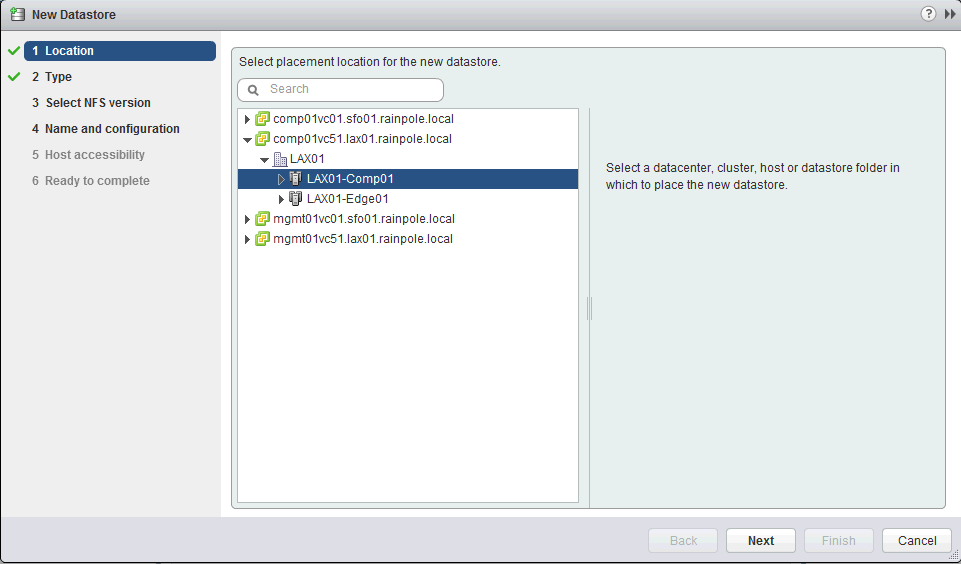 New Datastore
?
1 Location
2 Type
3 Select NFS version
4 Name and configuration
5 Host accessibility
6 Ready to complete
Select placement location for the new datastore.
Search
comp01vc01.sfo01.rainpole.local
comp01vc51.lax01.rainpole.local
LAX01
LAX01-Comp01
LAX01-Edge01
mgmt01vc01.sfo01.rainpole.local
mgmt01vc51.lax01.rainpole.local
Select a datacenter, cluster, host or datastore folder in
which to place the new datastore.
Back
Next
Finish
Cancel